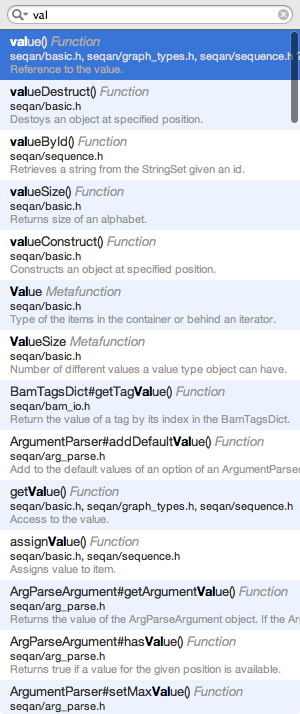 val
value() Function
seqan/basic.h, seqan/graph_types.h, seqan/sequence.h
Reference to the value.
valueDestruct() Function
seqan/basic.h
Destoys an object at specified position.
valueById() Function
seqan/sequence.h
Retrieves a string from the StringSet given an id.
valueSize() Function
seqan/basic.h
Returns size of an alphabet.
valueConstruct() Function
seqan/basic.h
Constructs an object at specified position.
Value Metafunction
seqan/basic.h
Type of the items in the container or behind an iterator.
ValueSize Metafunction
seqan/basic.h
Number of different values a value type object can have.
BamTagsDict#getTagValue() Function
seqan/bam_io.h
Return the value of a tag by its index in the BamTagsDict.
ArgumentParser#addDefaultValue() Function
seqan/arg_parse.h
Add to the default values of an option of an ArgumentParser
getValue() Function
seqan/basic.h, seqan/graph_types.h, seqan/sequence.h
Access to the value.
assignValue() Function
seqan/basic.h, seqan/sequence.h
Assigns value to item.
ArgParseArgument#getArgumentValue() Function
seqan/arg_parse.h
Returns the value of the ArgParseArgument object. If the
ArgParseArgument#hasValue() Function
seqan/arg_parse.h
Returns true if a value for the given position is available.
ArgumentParser#setMaxValue() Function
seqan/arg_parse.h